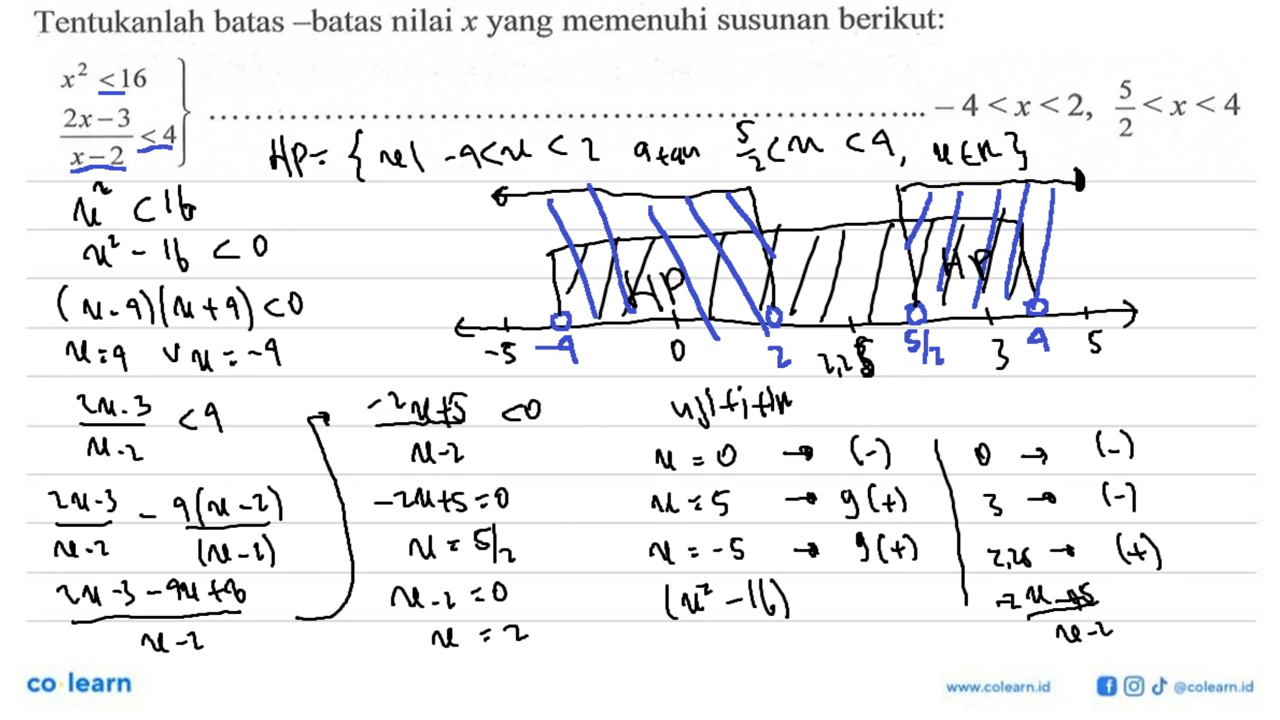 Tentukanlah batas –batas nilai x yang memenuhi susunan berikut:
x² < 16
(2x-3)/(x-2) < 4 } ........................................ – 4 < x < 2, 5/2 < x < 4
HP = { x | -4 < x < 2 atau 5/2 < x < 4, x ∈ R }
x² < 16
x² - 16 < 0
(x-4)(x+4) < 0
x = 4 v x = -4
HP HP
-5 -4 0 2 2,25 5/2 3 4 5
(2x-3)/(x-2) < 4
(2x-3)/(x-2) - 4(x-2)/(x-2)
(2x-3-4x+8)/(x-2)
(-2x+5)/(x-2) < 0
-2x+5 = 0
x = 5/2
x-2 = 0
x = 2
uji titik
x = 0 → (-)
x = 5 → 9 (+)
x = -5 → 9 (+)
(x² - 16)
0 → (-)
3 → (-)
2,25 → (+)
(-2x+5)/(x-2)
co learn
www.colearn.id
@colearn.id